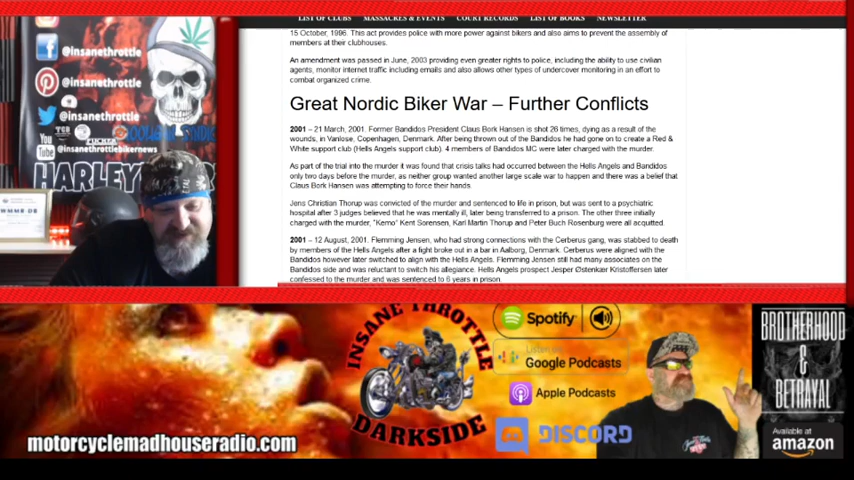 LIST OF CLUBS MASSACRES & EVENTS COURT RECORDS LIST OF BOOKS NEWSLETTER
15 October, 1996. This act provides police with more power against bikers and also aims to prevent the assembly of
members at their clubhouses.
An amendment was passed in June, 2003 providing even greater rights to police, including the ability to use civilian
agents, monitor internet traffic including emails and also allows other types of undercover monitoring in an effort to
combat organized crime.
Great Nordic Biker War – Further Conflicts
2001 – 21 March, 2001. Former Bandidos President Claus Bork Hansen is shot 26 times, dying as a result of the
wounds, in Vanlose, Copenhagen, Denmark. After being thrown out of the Bandidos he had gone on to create a Red &
White support club (Hells Angels support club). 4 members of Bandidos MC were later charged with the murder.
As part of the trial into the murder it was found that crisis talks had occurred between the Hells Angels and Bandidos
only two days before the murder, as neither group wanted another large scale war to happen and there was a belief that
Claus Bork Hansen was attempting to force their hands.
Jens Christian Thorup was convicted of the murder and sentenced to life in prison, but was sent to a psychiatric
hospital after 3 judges believed that he was mentally ill, later being transferred to a prison. The other three initially
charged with the murder, "Kemo" Kent Sorensen, Karl Martin Thorup and Peter Buch Rosenburg were all acquitted.
2001 – 12 August, 2001. Flemming Jensen, who had strong connections with the Cerberus gang, was stabbed to death
by members of the Hells Angels after a fight broke out in a bar in Aalborg, Denmark. Cerberus were aligned with the
Bandidos however later switched to align with the Hells Angels. Flemming Jensen still had many associates on the
Bandidos side and was reluctant to switch his allegiance. Hells Angels prospect Jesper Østenkær Kristoffersen later
confessed to the murder and was sentenced to 6 years in prison.
@insanethrottle
@insanethrottle
@insanethrottle
You Tube @insanethrottlebikernews
HARLEY
INSANE THROTTLE
DARKSIDE
Spotify
Google Podcasts
Apple Podcasts
DISCORD
motorcyclemadhouseradio.com
BROTHERHOOD
&
BETRAYAL
Available at
amazon